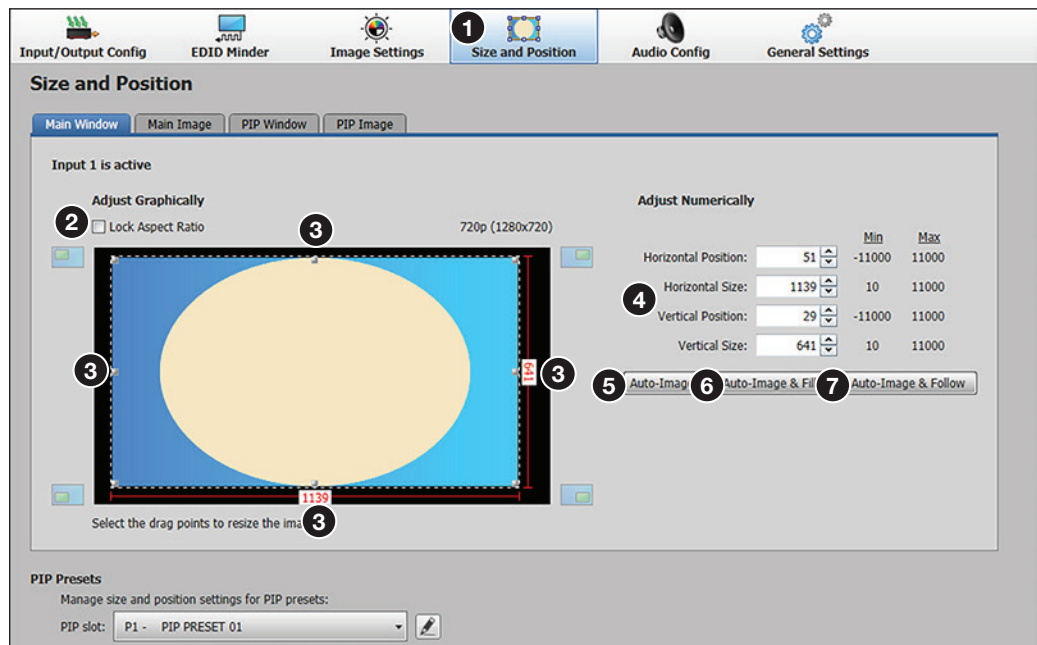 1
Input/Output Config EDID Minder Image Settings Size and Position Audio Config General Settings
Size and Position
Main Window Main Image PIP Window PIP Image
Input 1 is active
Adjust Graphically
Adjust Numerically
2 Lock Aspect Ratio 3 720p (1280x720)
Min Max
Horizontal Position: 51 -11000 11000
4 Horizontal Size: 1139 10 11000
Vertical Position: 29 -11000 11000
Vertical Size: 641 10 11000
3 641 3
5 Auto-Imag 6 Auto-Image & Fil 7 Auto-Image & Follow
1139
Select the drag points to resize the ima 3
PIP Presets
Manage size and position settings for PIP presets:
PIP slot: P1 - PIP PRESET 01